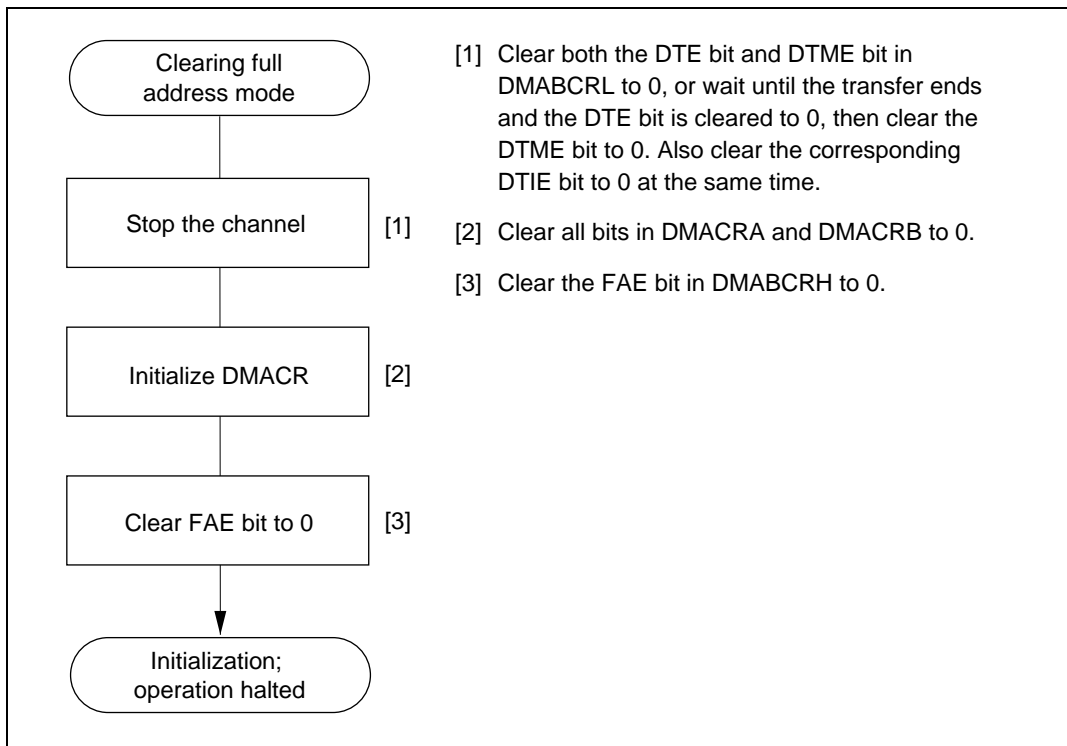 Clearing full
address mode
Stop the channel
[1]
Initialize DMACR
[2]
Clear FAE bit to 0
[3]
Initialization;
operation halted
[1] Clear both the DTE bit and DTME bit in
DMABCRL to 0, or wait until the transfer ends
and the DTE bit is cleared to 0, then clear the
DTME bit to 0. Also clear the corresponding
DTIE bit to 0 at the same time.
[2] Clear all bits in DMACRA and DMACRB to 0.
[3] Clear the FAE bit in DMABCRH to 0.